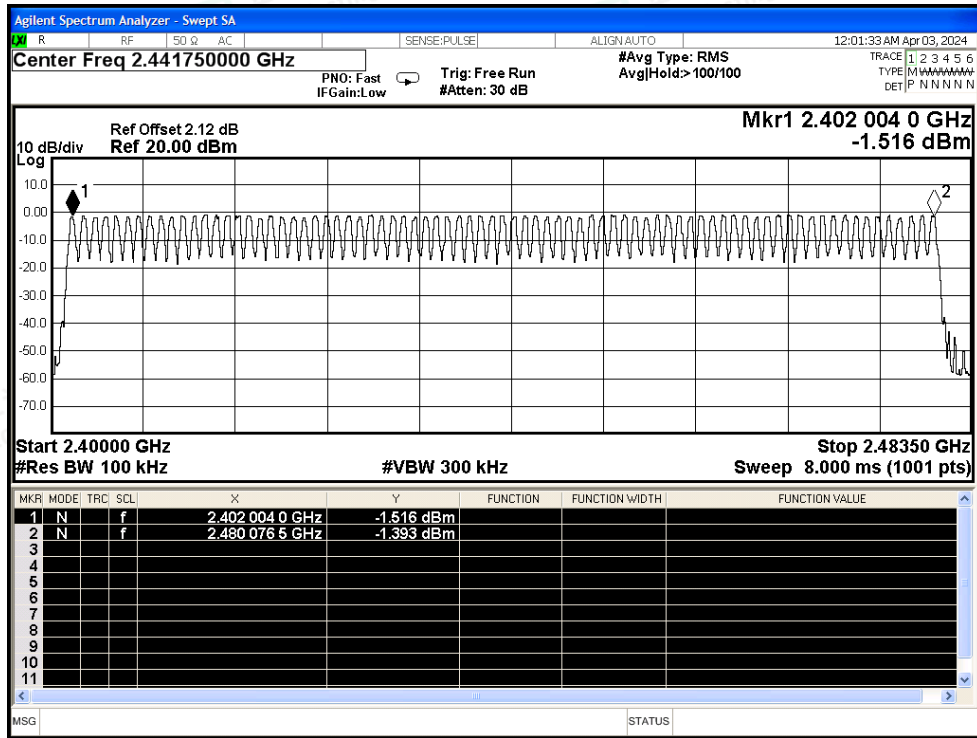 Agilent Spectrum Analyzer - Swept SA
LXI R RF 50 Ω AC SENSE:PULSE ALIGN AUTO 12:01:33 AM Apr 03, 2024
Center Freq 2.441750000 GHz
PNO: Fast
IFGain:Low
Trig: Free Run
#Atten: 30 dB
#Avg Type: RMS
Avg|Hold:>100/100
TRACE 1 2 3 4 5 6
TYPE M
DET P N N N N N
Ref Offset 2.12 dB
10 dB/div Ref 20.00 dBm
Log
Mkr1 2.402 004 0 GHz
-1.516 dBm
10.0
0.00
-10.0
-20.0
-30.0
-40.0
-50.0
-60.0
-70.0
1
2
Start 2.40000 GHz Stop 2.48350 GHz
#Res BW 100 kHz #VBW 300 kHz Sweep 8.000 ms (1001 pts)
MKR MODE TRC SCL X Y FUNCTION FUNCTION WIDTH FUNCTION VALUE
1 N f 2.402 004 0 GHz -1.516 dBm
2 N f 2.480 076 5 GHz -1.393 dBm
3
4
5
6
7
8
9
10
11
MSG STATUS